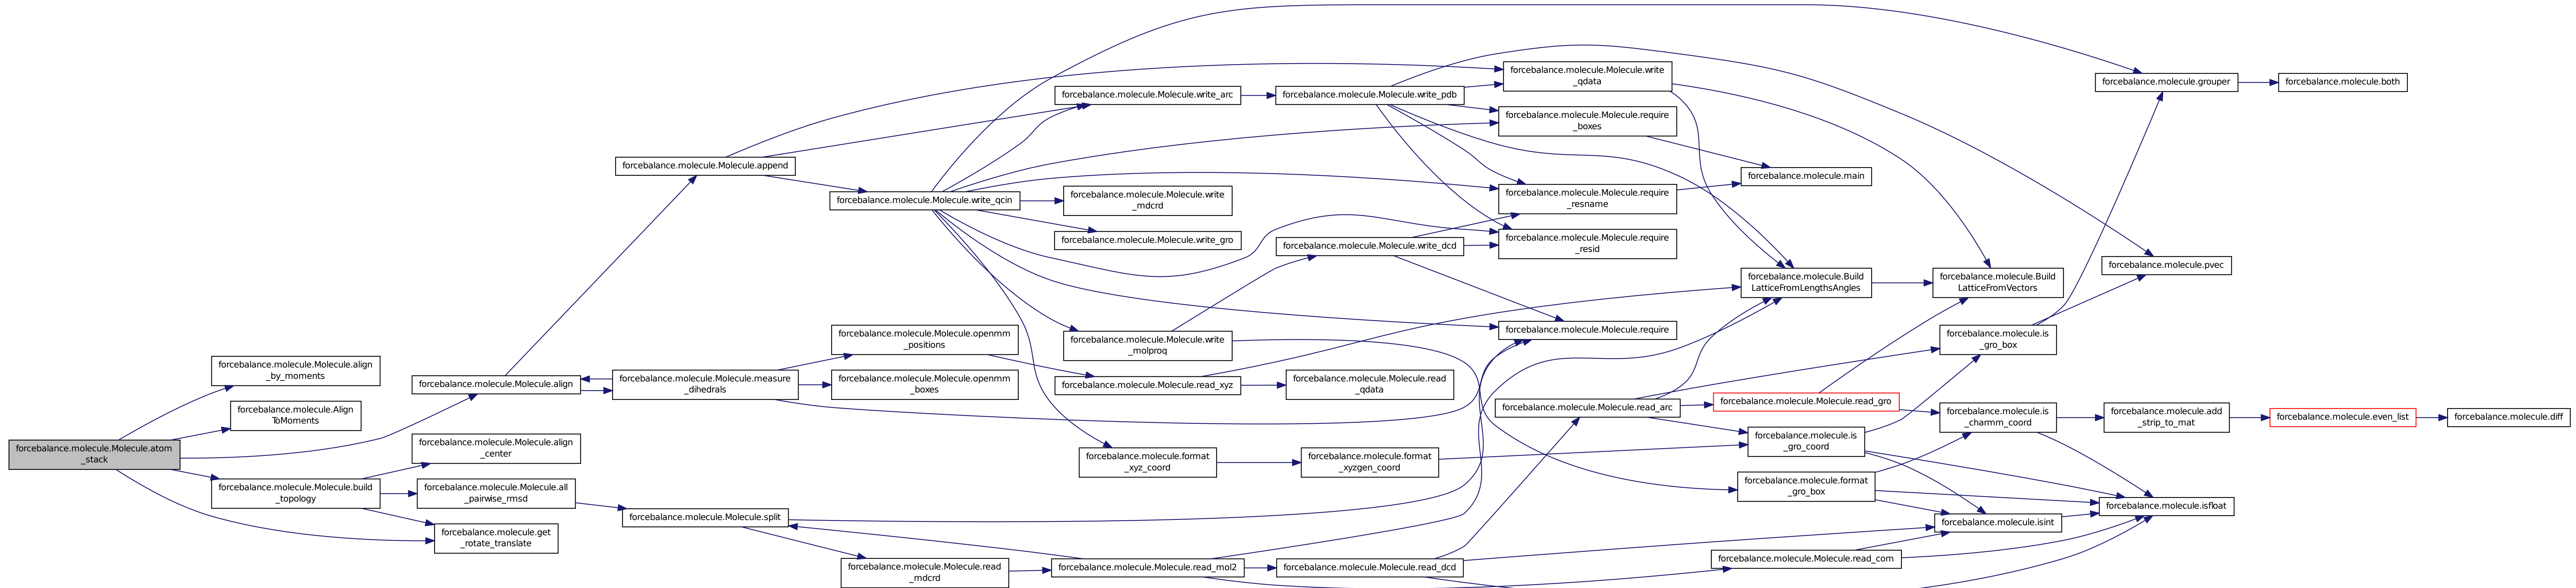 forcebalance.molecule.Molecule.atom
_stack
forcebalance.molecule.Molecule.align
_by_moments
forcebalance.molecule.Align
ToMoments
forcebalance.molecule.Molecule.build
_topology
forcebalance.molecule.Molecule.align
forcebalance.molecule.Molecule.align
_center
forcebalance.molecule.Molecule.all
_pairwise_rmsd
forcebalance.molecule.get
_rotate_translate
forcebalance.molecule.Molecule.append
forcebalance.molecule.Molecule.measure
_dihedrals
forcebalance.molecule.Molecule.split
forcebalance.molecule.Molecule.write_qcin
forcebalance.molecule.Molecule.openmm
_positions
forcebalance.molecule.Molecule.openmm
_boxes
forcebalance.molecule.Molecule.read
_mdcrd
forcebalance.molecule.Molecule.write_arc
forcebalance.molecule.Molecule.write
_mdcrd
forcebalance.molecule.Molecule.write_gro
forcebalance.molecule.Molecule.write
_molproq
forcebalance.molecule.Molecule.read_xyz
forcebalance.molecule.format
_xyz_coord
forcebalance.molecule.Molecule.read_mol2
forcebalance.molecule.Molecule.write_pdb
forcebalance.molecule.Molecule.write_dcd
forcebalance.molecule.Molecule.read
_qdata
forcebalance.molecule.format
_xyzgen_coord
forcebalance.molecule.Molecule.read_dcd
forcebalance.molecule.Molecule.write
_qdata
forcebalance.molecule.Molecule.require
_boxes
forcebalance.molecule.Molecule.require
_resname
forcebalance.molecule.Molecule.require
_resid
forcebalance.molecule.Molecule.require
forcebalance.molecule.Molecule.read_arc
forcebalance.molecule.main
forcebalance.molecule.Build
LatticeFromLengthsAngles
forcebalance.molecule.Molecule.read_gro
forcebalance.molecule.is
_gro_coord
forcebalance.molecule.format
_gro_box
forcebalance.molecule.Molecule.read_com
forcebalance.molecule.Build
LatticeFromVectors
forcebalance.molecule.is
_gro_box
forcebalance.molecule.is
_charmm_coord
forcebalance.molecule.isint
forcebalance.molecule.grouper
forcebalance.molecule.pvec
forcebalance.molecule.add
_strip_to_mat
forcebalance.molecule.isfloat
forcebalance.molecule.both
forcebalance.molecule.even_list
forcebalance.molecule.diff